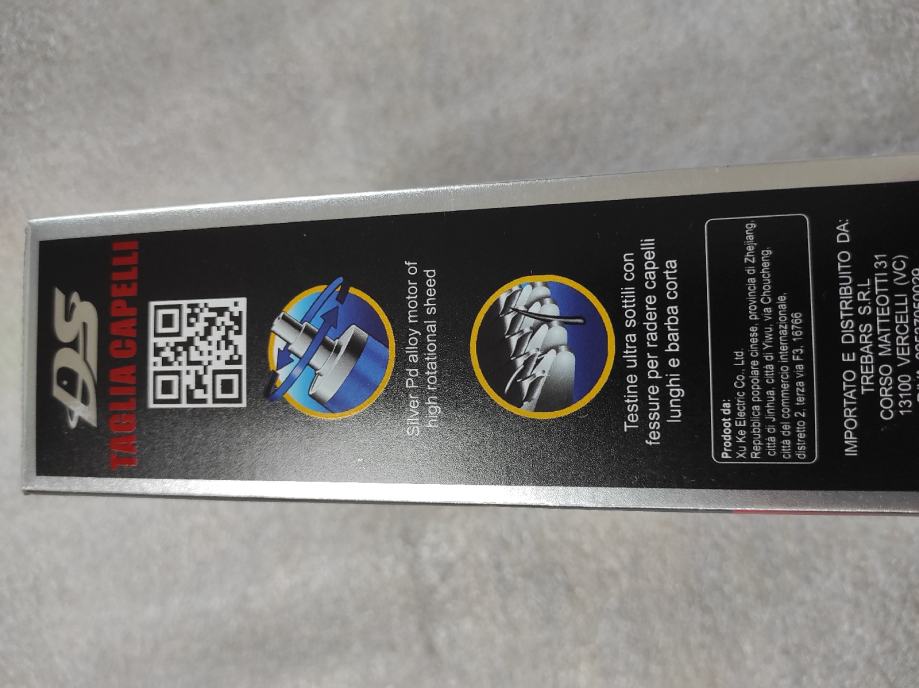 DS
TAGLIA CAPELLI
Silver Pd alloy motor of
high rotational sheed
Testine ultra sottili con
fessure per radere capelli
lunghi e barba corta
Prodoot da:
Xu Ke Electric Co., Ltd.
Repubblica popolare cinese, provincia di Zhejiang,
città di Jinhua, città di Yiwu, via Choucheng,
città del commercio internazionale,
distretto 2, terza via F3, 16766
IMPORTATO E DISTRIBUITO DA:
TREBARS S.R.L
CORSO MATTEOTTI 31
13100 VERCELLI (VC)